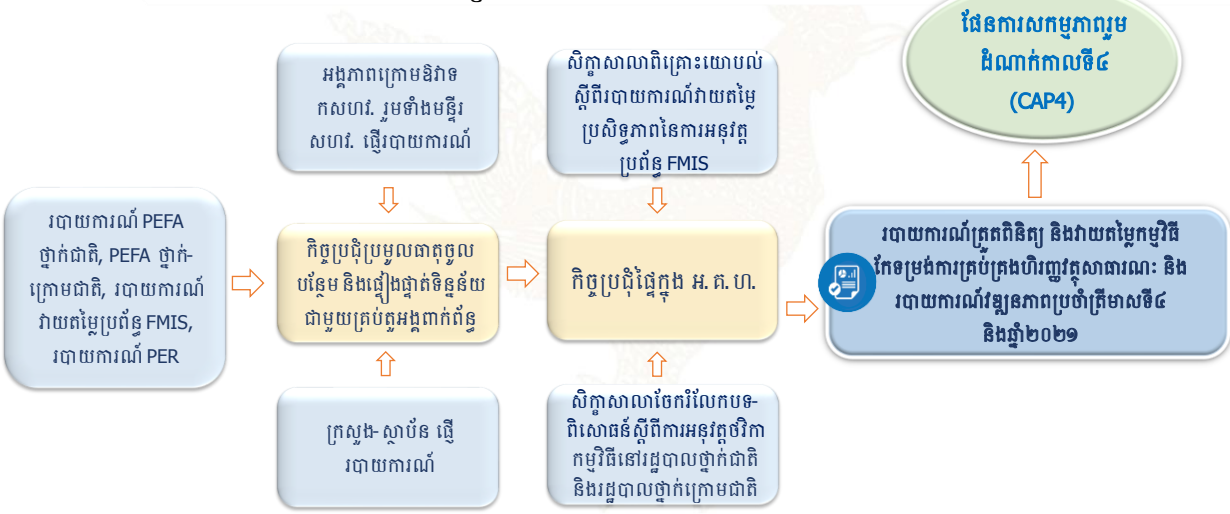 របាយការណ៍ PEFA
ថ្នាក់ជាតិ, PEFA ថ្នាក់-
ក្រោមជាតិ, របាយការណ៍
វាយតម្លៃប្រព័ន្ធ FMIS,
របាយការណ៍ PER
អង្គភាពក្រោមឱវាទ
កសហវ. រួមទាំងមន្ទីរ
សហវ. ផ្ញើរបាយការណ៍
កិច្ចប្រជុំប្រមូលធាតុចូល
បន្ថែម និងផ្ទៀងផ្ទាត់ទិន្នន័យ
ជាមួយគ្រប់តួអង្គពាក់ព័ន្ធ
ក្រសួង-ស្ថាប័ន ផ្ញើ
របាយការណ៍
សិក្ខាសាលាពិគ្រោះយោបល់
ស្តីពីរបាយការណ៍វាយតម្លៃ
ប្រសិទ្ធភាពនៃការអនុវត្ត
ប្រព័ន្ធ FMIS
កិច្ចប្រជុំផ្ទៃក្នុង អ.គ.ហ.
សិក្ខាសាលាចែករំលែកបទ-
ពិសោធន៍ស្តីពីការអនុវត្តថវិកា
កម្មវិធីនៅរដ្ឋបាលថ្នាក់ជាតិ
និងរដ្ឋបាលថ្នាក់ក្រោមជាតិ
របាយការណ៍ត្រួតពិនិត្យ និងវាយតម្លៃកម្មវិធី
កែទម្រង់ការគ្រប់គ្រងហិរញ្ញវត្ថុសាធារណៈ និង
របាយការណ៍វឌ្ឍនភាពប្រចាំត្រីមាសទី៤
និងឆ្នាំ២០២១
ផែនការសកម្មភាពរួម
ដំណាក់កាលទី៤
(CAP4)